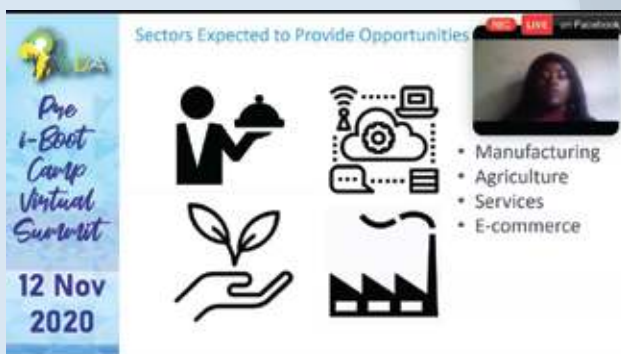 Sectors Expected to Provide Opportunities
REC LIVE on Facebook
Pre
i-Boot
Camp
Virtual
Summit
12 Nov
2020
• Manufacturing
• Agriculture
• Services
• E-commerce